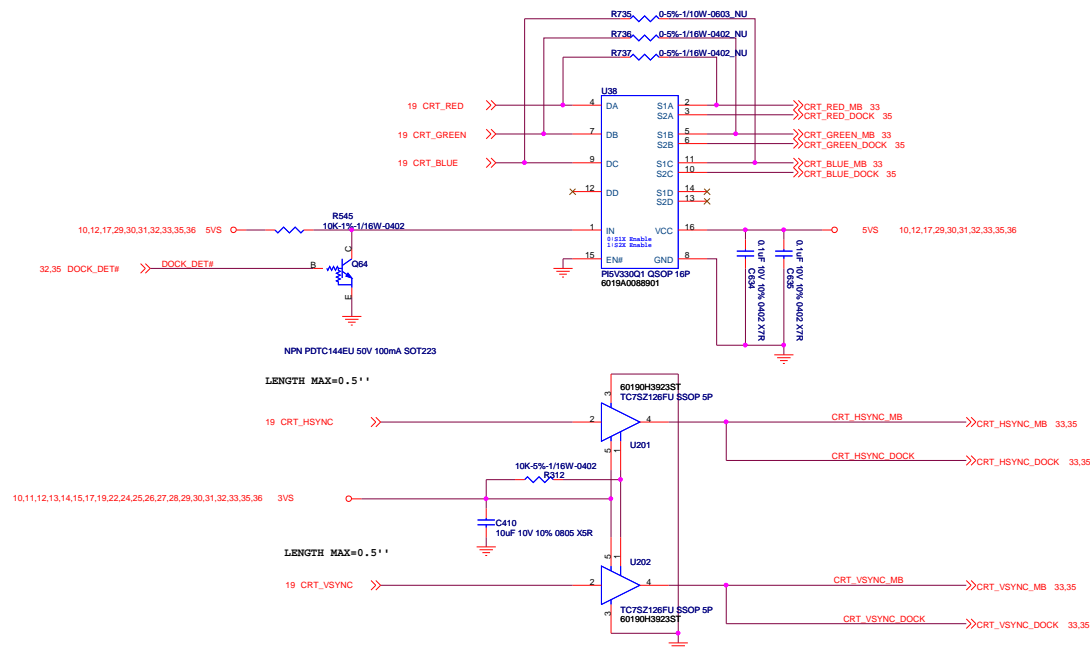 R735 0-5%-1/10W-0603_NU
R736 0-5%-1/16W-0402_NU
R737 0-5%-1/16W-0402_NU
U38
19 CRT_RED 4 DA S1A 2 CRT_RED_MB 33
S2A 3 CRT_RED_DOCK 35
19 CRT_GREEN 7 DB S1B 5 CRT_GREEN_MB 33
S2B 6 CRT_GREEN_DOCK 35
19 CRT_BLUE 9 DC S1C 11 CRT_BLUE_MB 33
S2C 10 CRT_BLUE_DOCK 35
12 DD S1D 14
S2D 13
R545
10K-1%-1/16W-0402
10,12,17,29,30,31,32,33,35,36 5VS 1 IN VCC 16 5VS 10,12,17,29,30,31,32,33,35,36
0:S1X Enable
1:S2X Enable
15 EN# GND 8
0.1uF 10V 10% 0402 X7R
C634
0.1uF 10V 10% 0402 X7R
C635
C
32,35 DOCK_DET# DOCK_DET# B Q64
E
PI5V330Q1 QSOP 16P
6019A0088901
NPN PDTC144EU 50V 100mA SOT223
LENGTH MAX=0.5''
60190H3923ST
TC7SZ126FU SSOP 5P
3
19 CRT_HSYNC 2 4 CRT_HSYNC_MB CRT_HSYNC_MB 33,35
U201
5 1
CRT_HSYNC_DOCK CRT_HSYNC_DOCK 33,35
10K-5%-1/16W-0402
R312
10,11,12,13,14,15,17,19,22,24,25,26,27,28,29,30,31,32,33,35,36 3VS
C410
10uF 10V 10% 0805 X5R
LENGTH MAX=0.5''
5 1
U202
19 CRT_VSYNC 2 4 CRT_VSYNC_MB CRT_VSYNC_MB 33,35
3
TC7SZ126FU SSOP 5P
60190H3923ST
CRT_VSYNC_DOCK CRT_VSYNC_DOCK 33,35